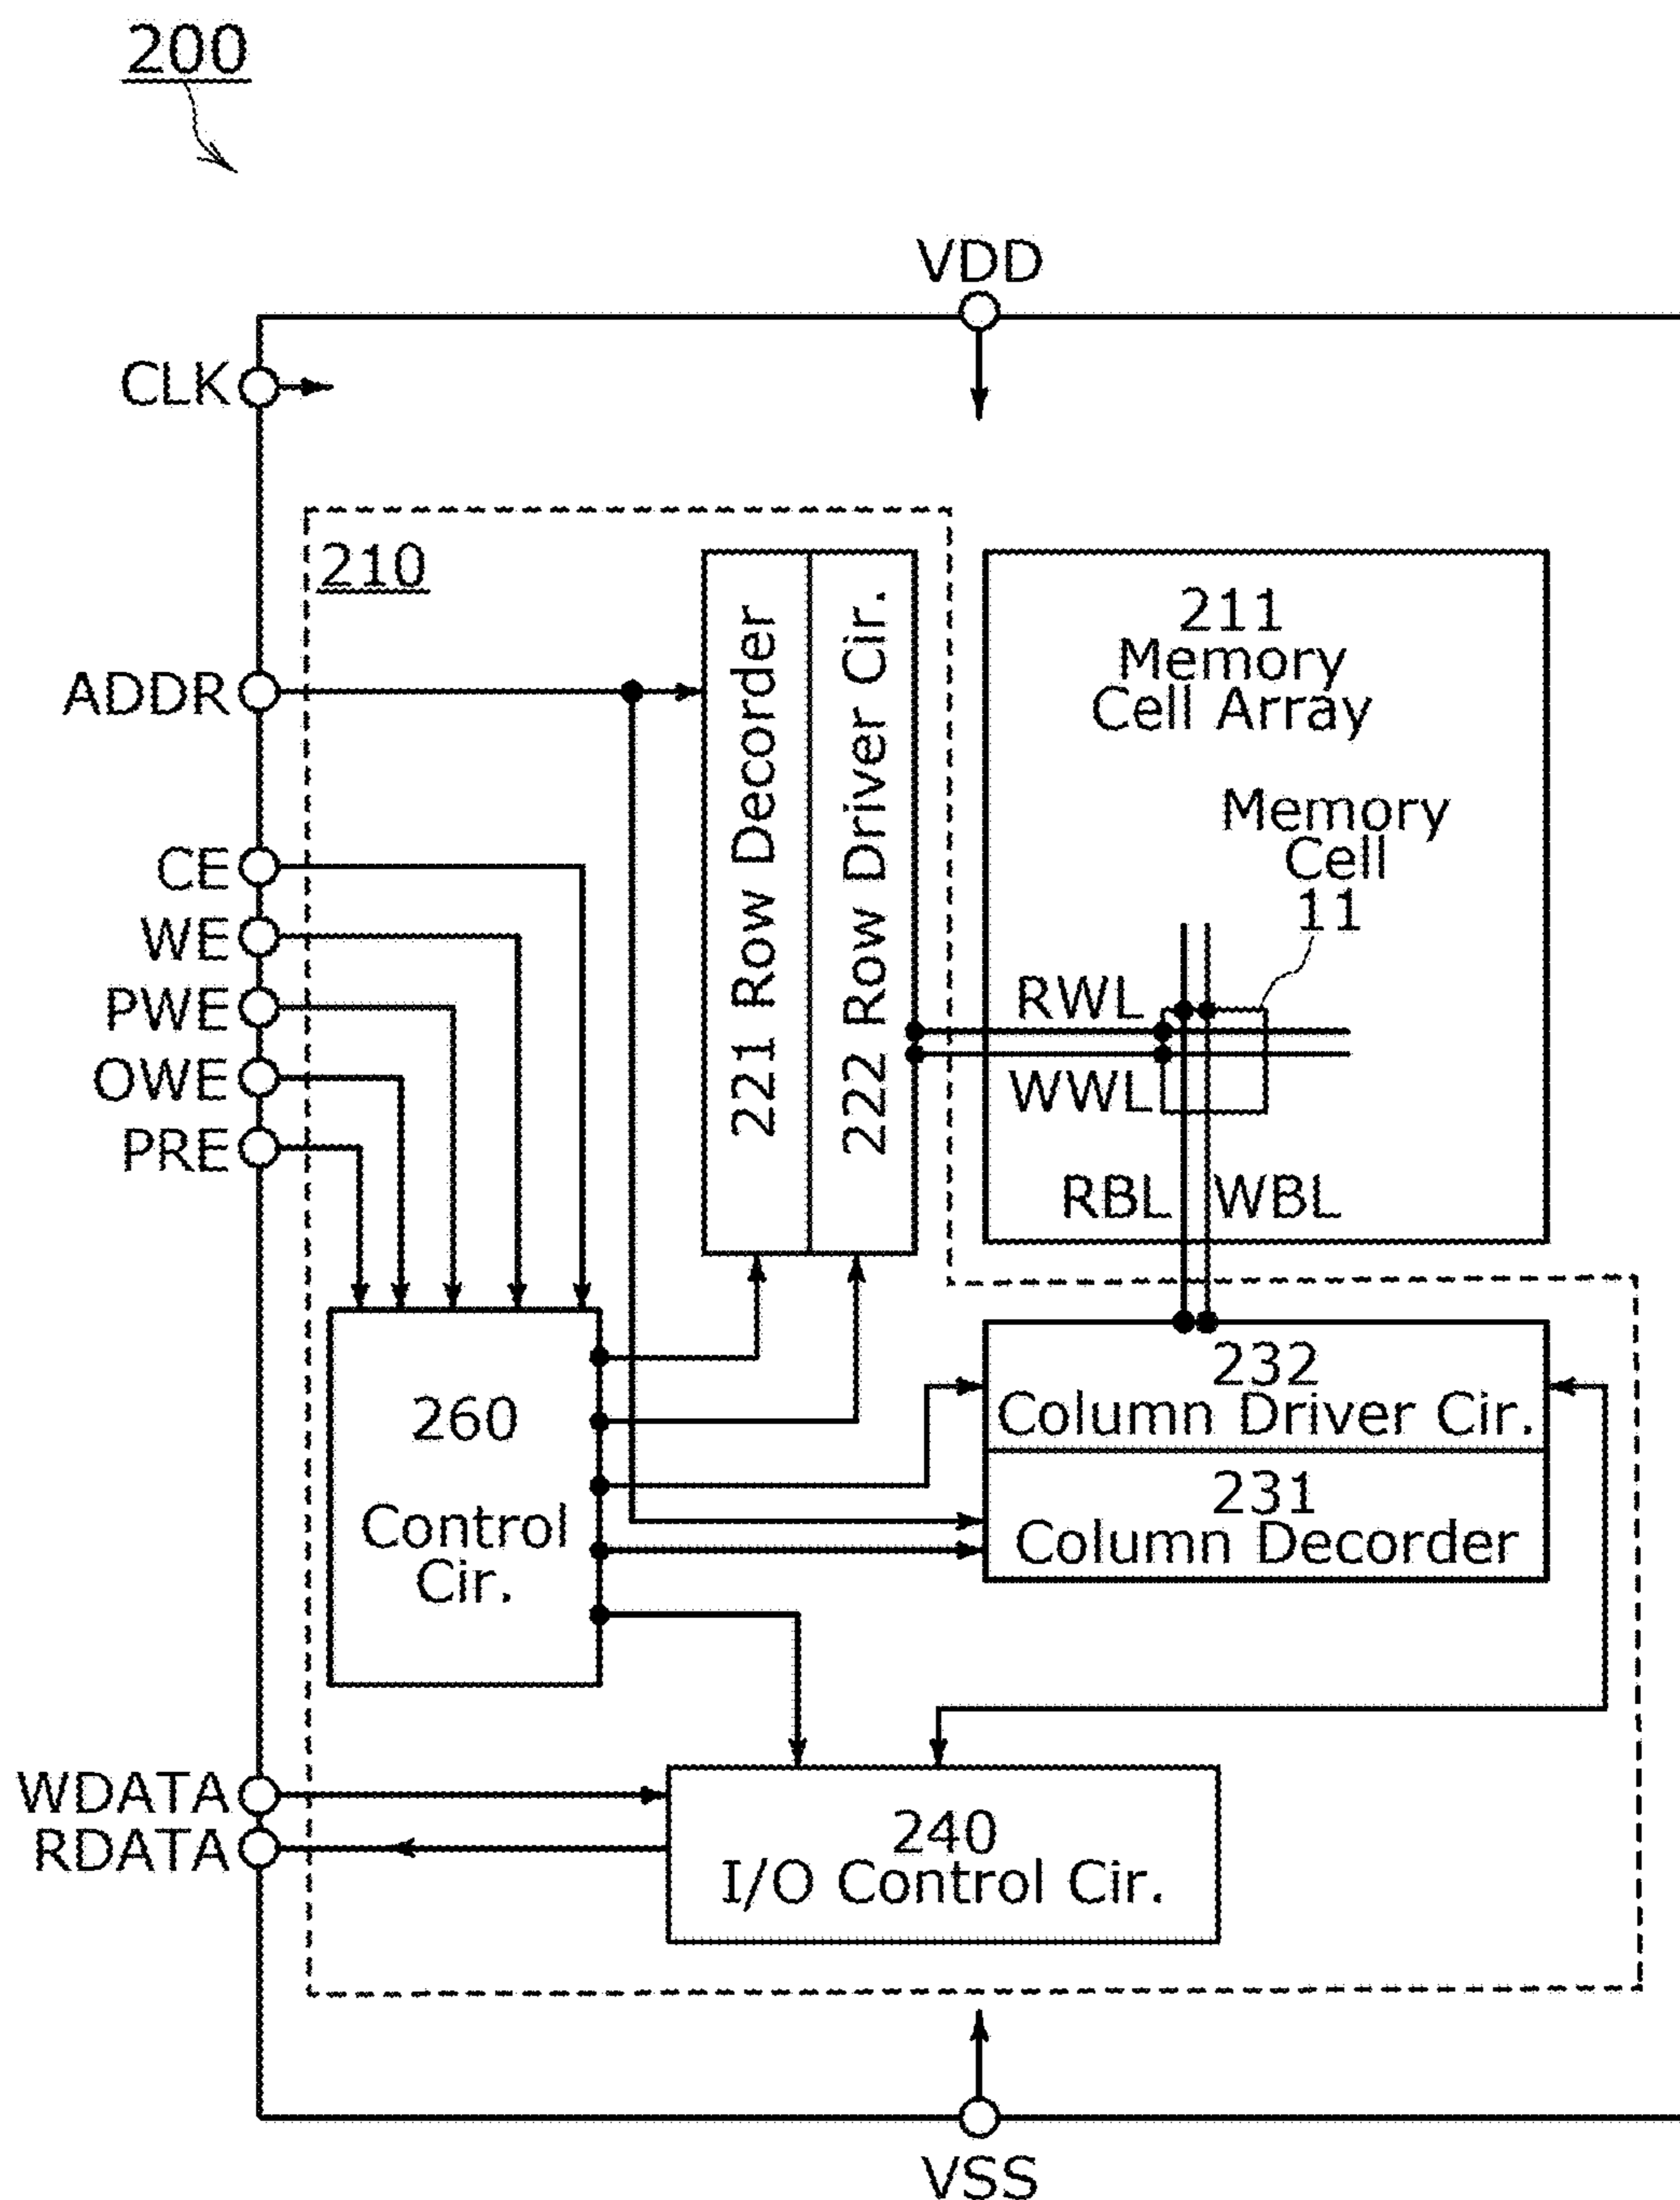 200
VDD
CLK
210
211
Memory
Cell Array
ADDR
221 Row Decorder
222 Row Driver Cir.
Memory
Cell
11
CE
WE
PWE
OWE
PRE
RWL
WWL
RBL
WBL
260
Control
Cir.
232
Column Driver Cir.
231
Column Decorder
WDATA
RDATA
240
I/O Control Cir.
VSS